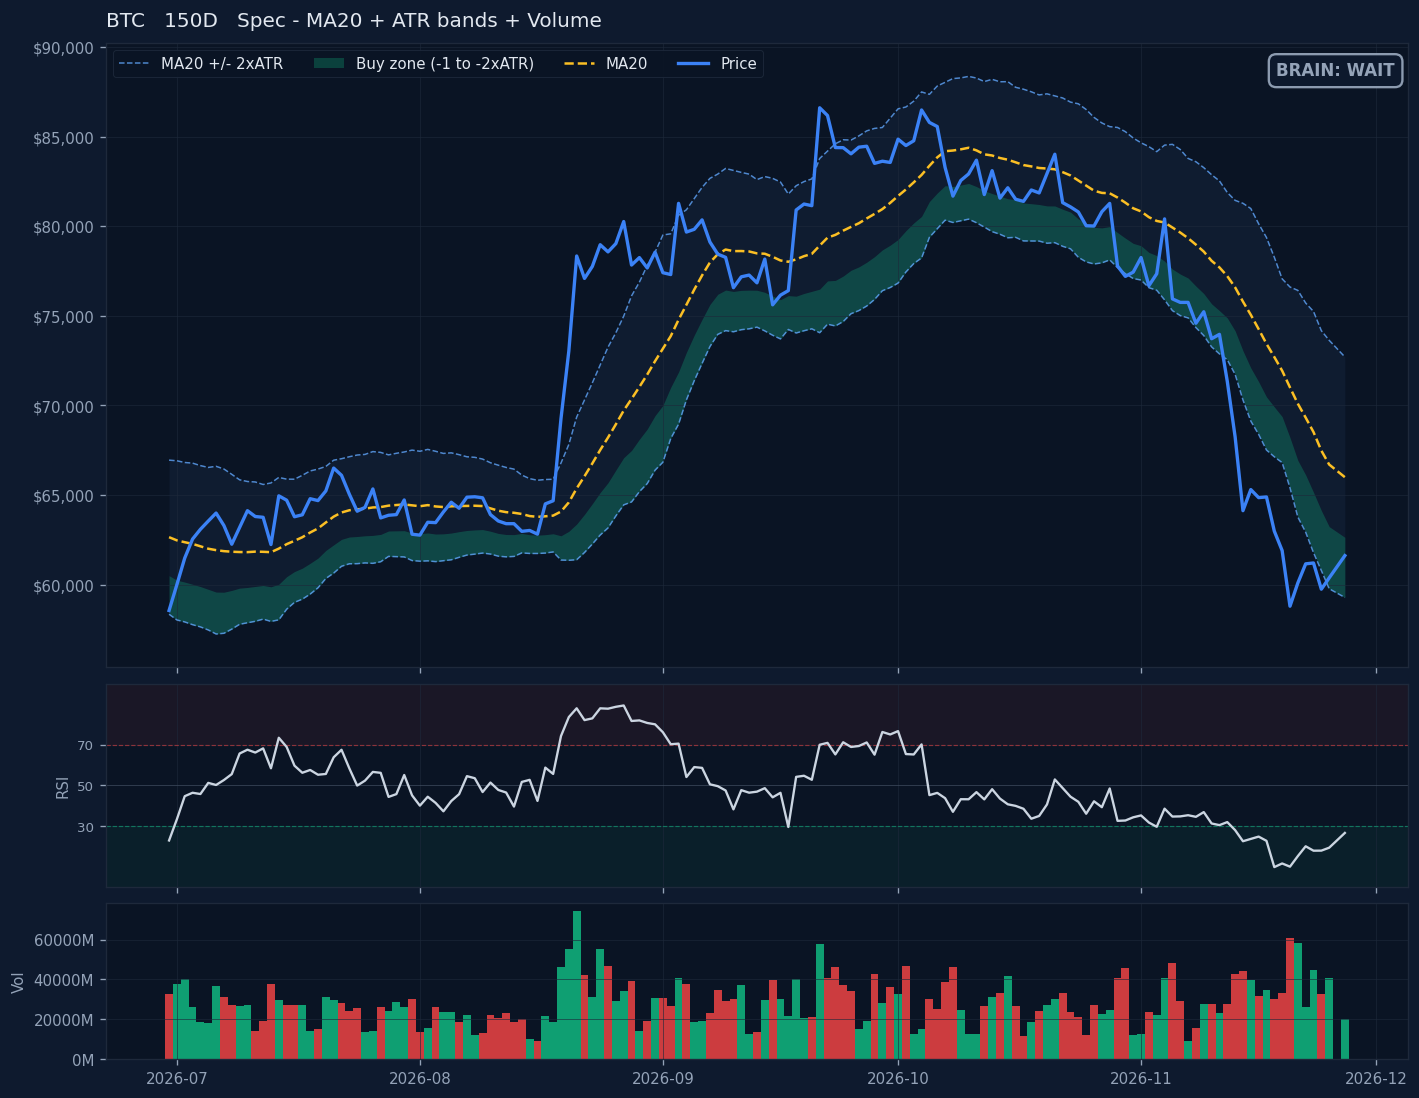 BTC   150D   Spec - MA20 + ATR bands + Volume
MA20 +/- 2xATR   Buy zone (-1 to -2xATR)   MA20   Price
BRAIN: WAIT
$90,000
$85,000
$80,000
$75,000
$70,000
$65,000
$60,000
RSI
70
50
30
Vol
60000M
40000M
20000M
0M
2026-07   2026-08   2026-09   2026-10   2026-11   2026-12